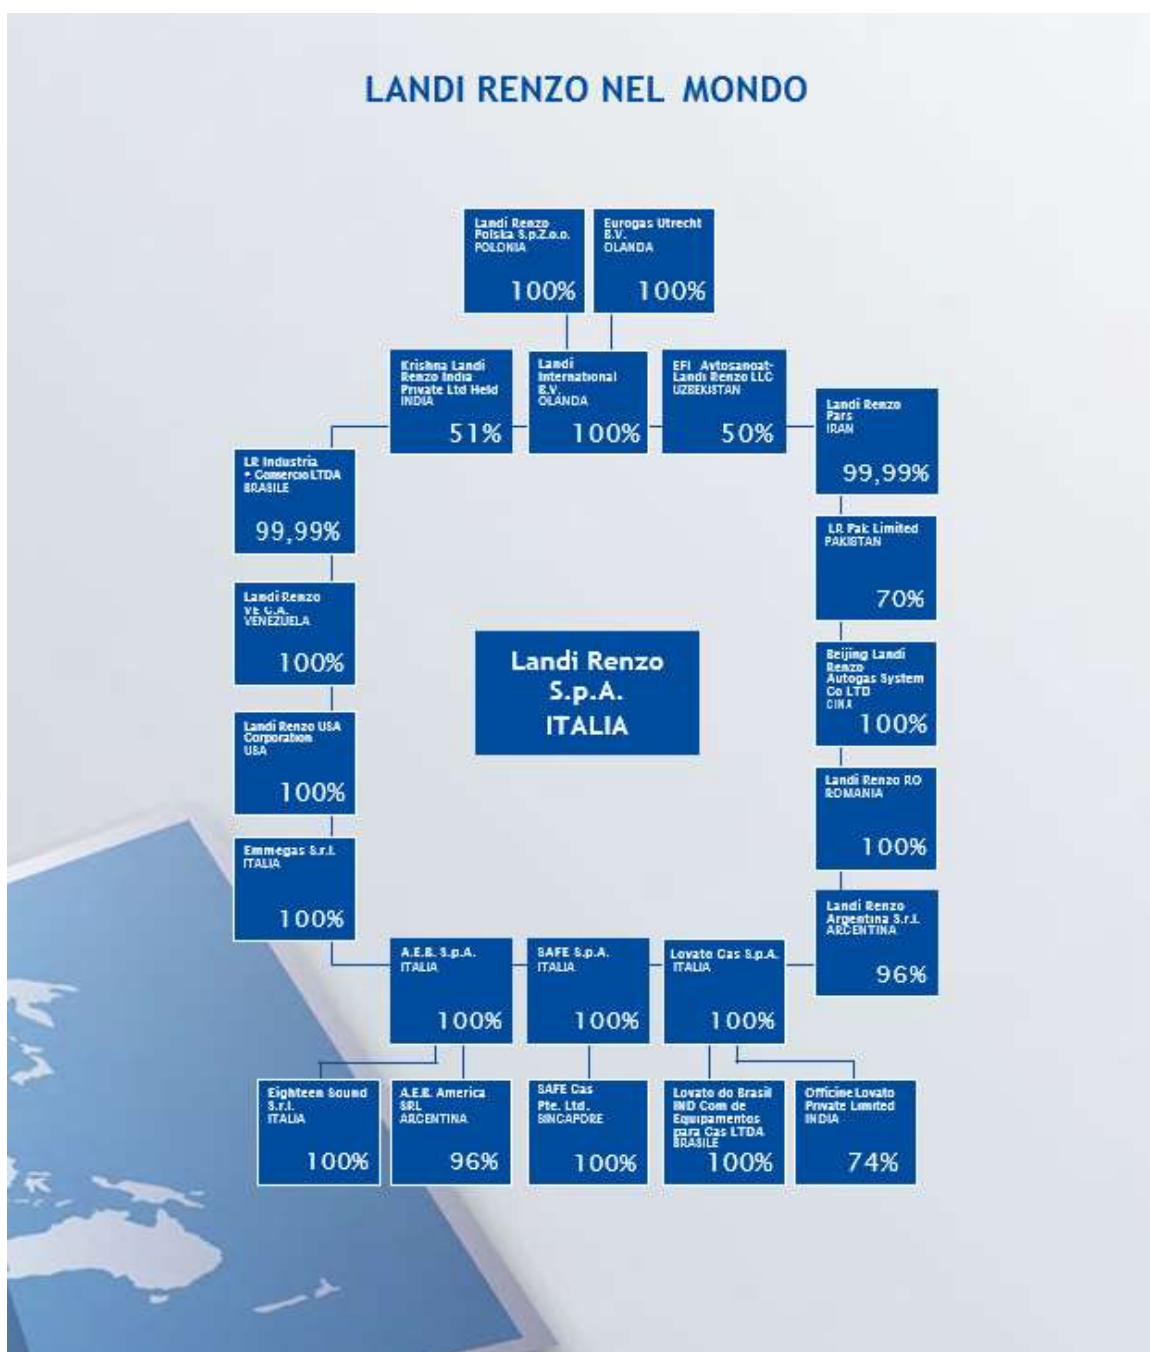 LANDI RENZO NEL MONDO
Landi Renzo
Polska S.p.Z.o.o.
POLONIA
100%
Eurogas Utrecht
B.V.
OLANDA
100%
Krishna Landi
Renzo India
Private Ltd Held
INDIA
51%
Landi
International
B.V.
OLANDA
100%
EFI Avtosanoat-
Landi Renzo LLC
UZBEKISTAN
50%
Landi Renzo
Pars
IRAN
99,99%
LR Industria
e Comercio LTDA
BRASILE
99,99%
LR Pak Limited
PAKISTAN
70%
Landi Renzo
VE C.A.
VENEZUELA
100%
Landi Renzo
S.p.A.
ITALIA
Beijing Landi
Renzo
Autogas System
Co LTD
CINA
100%
Landi Renzo USA
Corporation
USA
100%
Landi Renzo RO
ROMANIA
100%
Emmegas S.r.l.
ITALIA
100%
Landi Renzo
Argentina S.r.l.
ARGENTINA
96%
A.E.B. S.p.A.
ITALIA
100%
SAFE S.p.A.
ITALIA
100%
Lovato Gas S.p.A.
ITALIA
100%
Eighteen Sound
S.r.l.
ITALIA
100%
A.E.B. America
SRL
ARGENTINA
96%
SAFE Gas
Pte. Ltd.
SINGAPORE
100%
Lovato do Brasil
IND Com de
Equipamentos
para Gas LTDA
BRASILE
100%
Officine Lovato
Private Limited
INDIA
74%